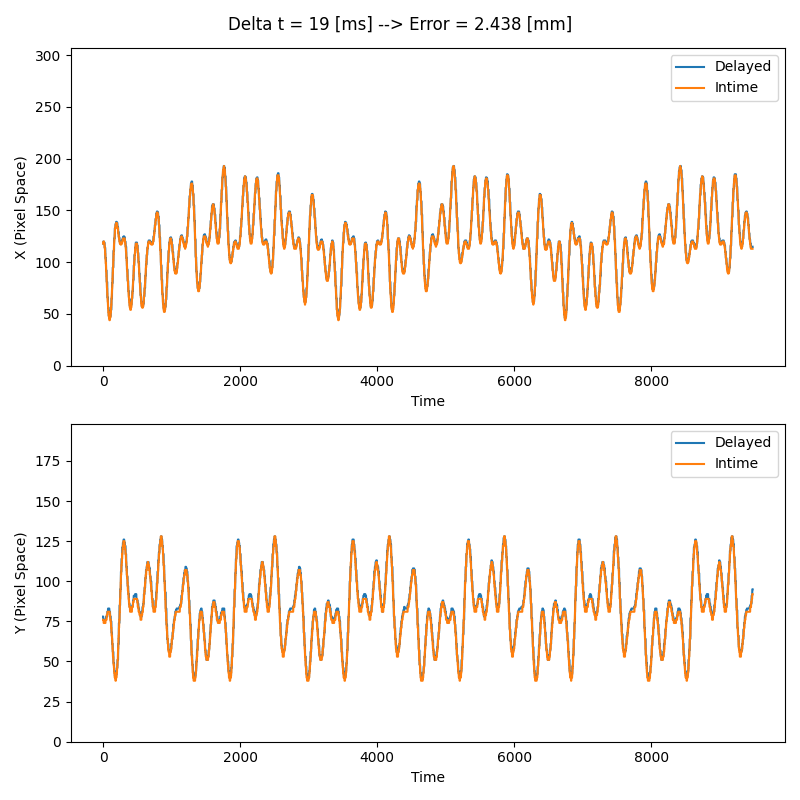 Delta t = 19 [ms] --> Error = 2.438 [mm]
300
250
200
150
100
50
0
X (Pixel Space)
Delayed
Intime
0 2000 4000 6000 8000
Time
175
150
125
100
75
50
25
0
Y (Pixel Space)
Delayed
Intime
0 2000 4000 6000 8000
Time